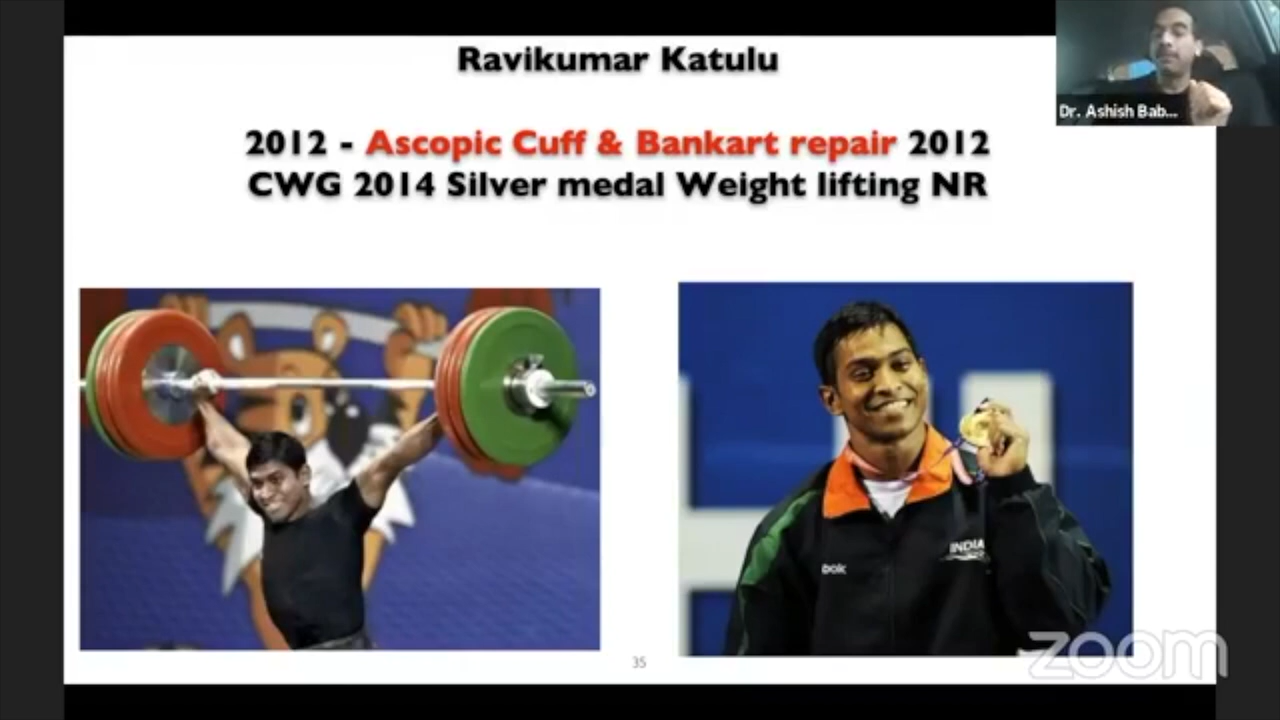 Ravikumar Katulu
2012 - Ascopic Cuff & Bankart repair 2012
CWG 2014 Silver medal Weight lifting NR
Dr. Ashish Bab...
INDIA
bok
35
zoom